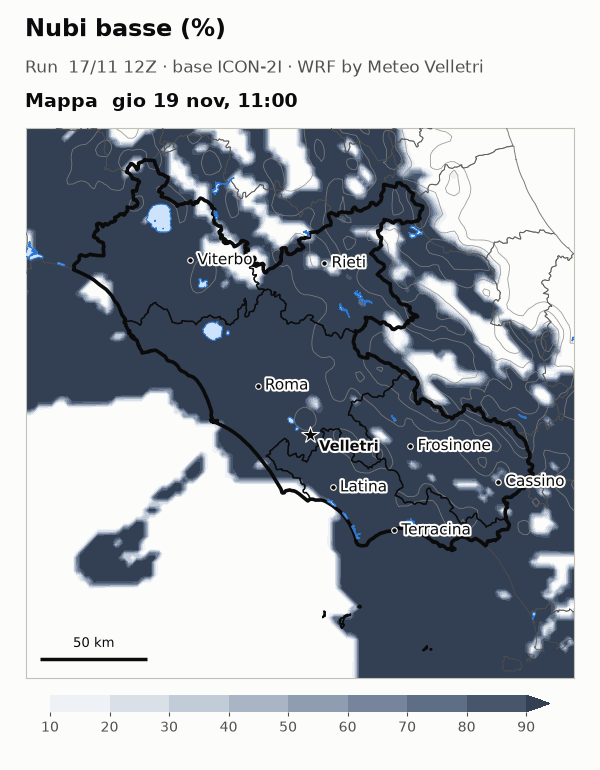 Nubi basse (%)
Run 17/11 12Z · base ICON-2I · WRF by Meteo Velletri
Mappa gio 19 nov, 11:00
Viterbo
Rieti
Roma
Velletri
Frosinone
Cassino
Latina
Terracina
50 km
10 20 30 40 50 60 70 80 90